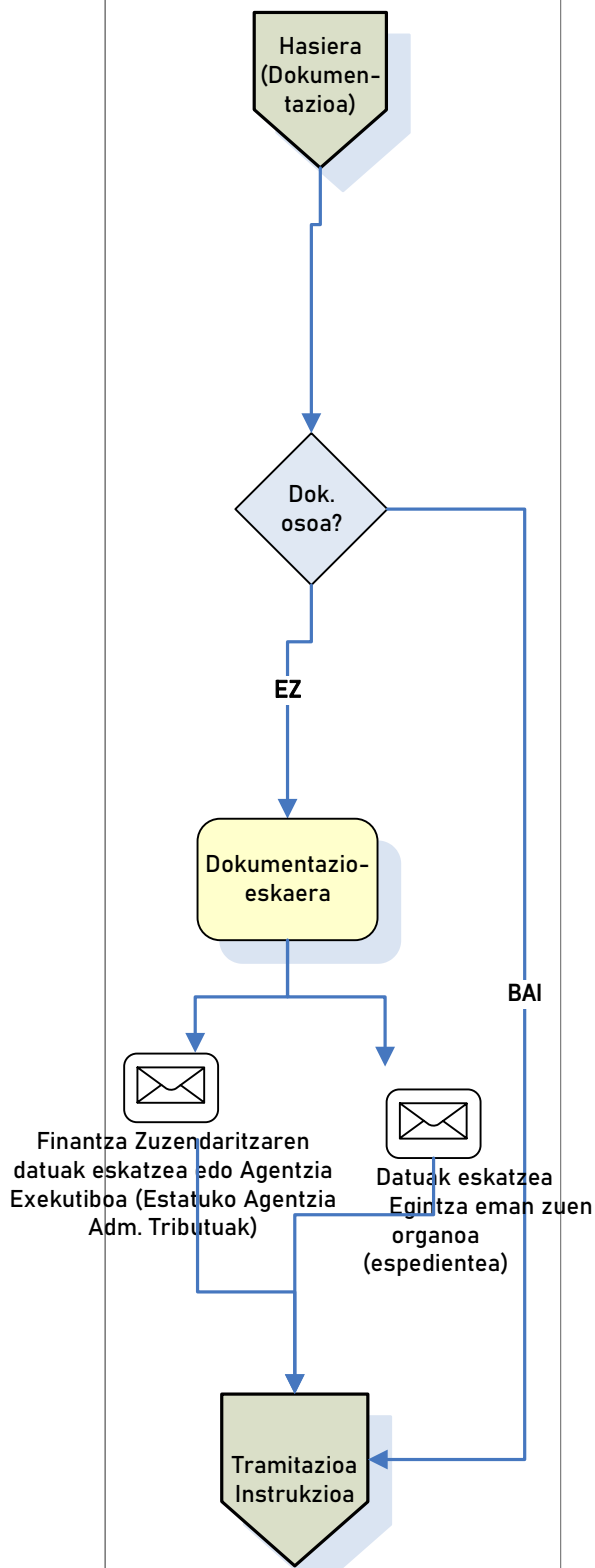 Hasiera
(Dokumen-
tazioa)
Dok.
osoa?
EZ
Dokumentazio-
eskaera
BAI
Finantza Zuzendaritzaren
datuak eskatzea edo Agentzia
Exekutiboa (Estatuko Agentzia
Adm. Tributuak)
Datuak eskatzea
Egintza eman zuen
organoa
(espedientea)
Tramitazioa
Instrukzioa